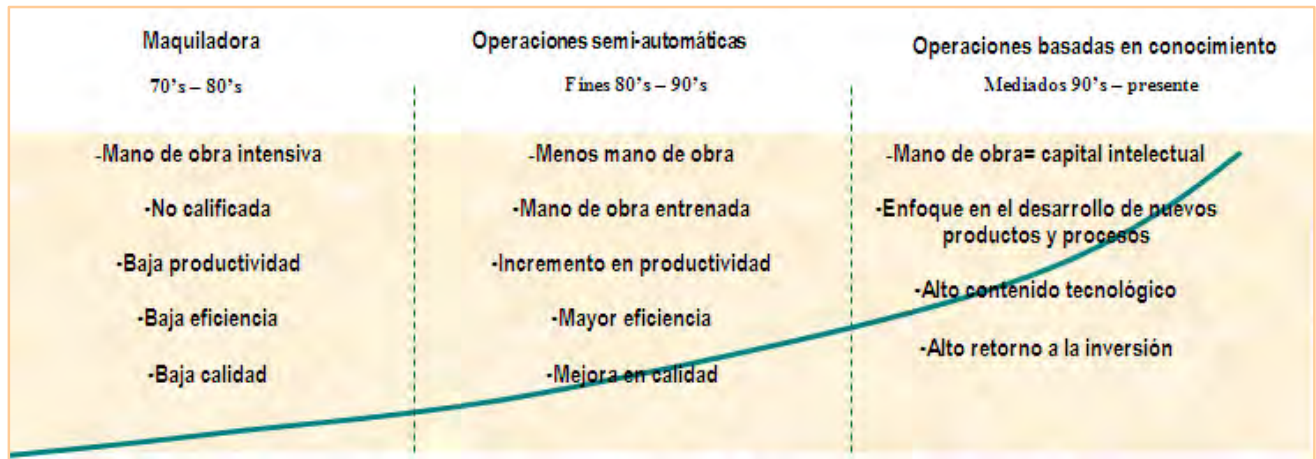 Maquiladora
70's – 80's
-Mano de obra intensiva
-No calificada
-Baja productividad
-Baja eficiencia
-Baja calidad
Operaciones semi-automáticas
Fines 80's – 90's
-Menos mano de obra
-Mano de obra entrenada
-Incremento en productividad
-Mayor eficiencia
-Mejora en calidad
Operaciones basadas en conocimiento
Mediados 90's – presente
-Mano de obra= capital intelectual
-Enfoque en el desarrollo de nuevos
productos y procesos
-Alto contenido tecnológico
-Alto retorno a la inversión